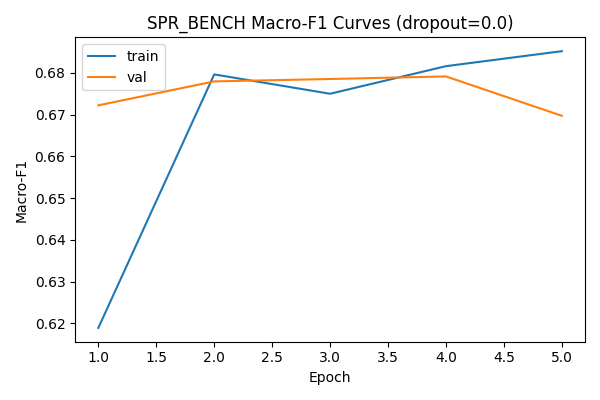 SPR_BENCH Macro-F1 Curves (dropout=0.0)
train
val
Macro-F1
0.68
0.67
0.66
0.65
0.64
0.63
0.62
1.0 1.5 2.0 2.5 3.0 3.5 4.0 4.5 5.0
Epoch